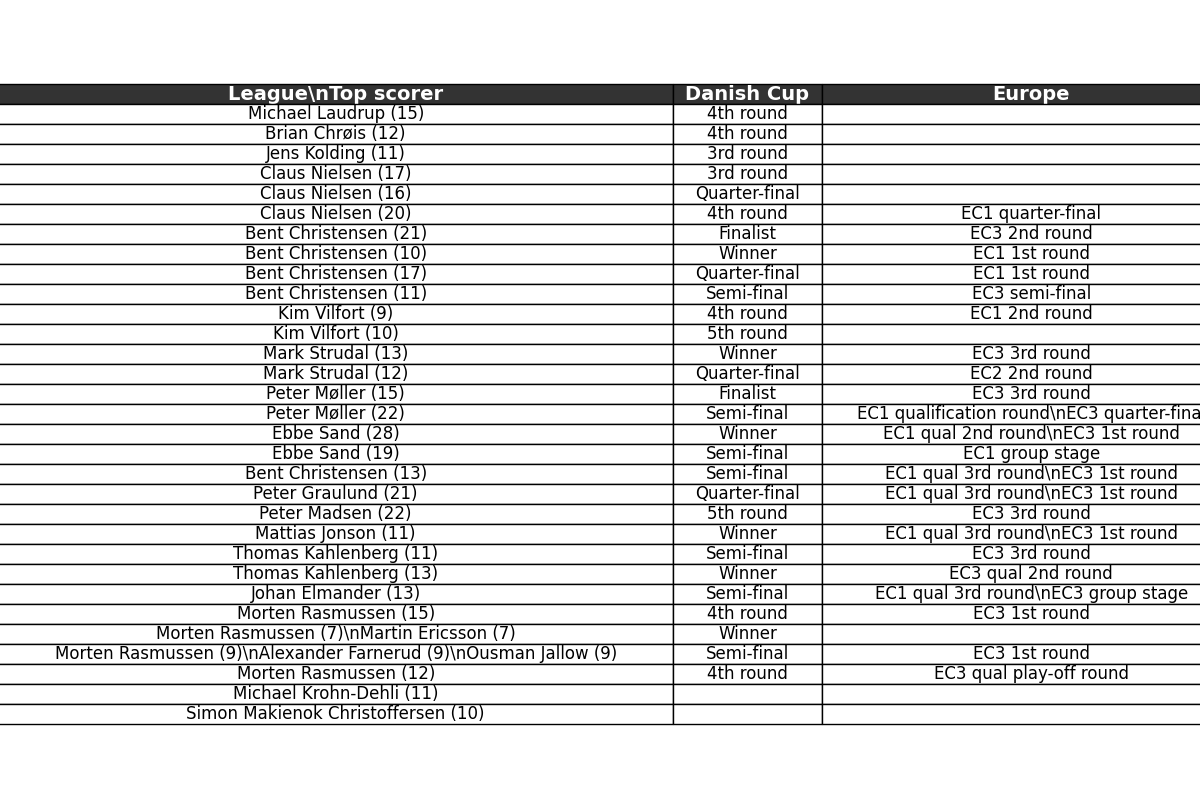 League\nTop scorer Danish Cup Europe
Michael Laudrup (15) 4th round
Brian Chrøis (12) 4th round
Jens Kolding (11) 3rd round
Claus Nielsen (17) 3rd round
Claus Nielsen (16) Quarter-final
Claus Nielsen (20) 4th round EC1 quarter-final
Bent Christensen (21) Finalist EC3 2nd round
Bent Christensen (10) Winner EC1 1st round
Bent Christensen (17) Quarter-final EC1 1st round
Bent Christensen (11) Semi-final EC3 semi-final
Kim Vilfort (9) 4th round EC1 2nd round
Kim Vilfort (10) 5th round
Mark Strudal (13) Winner EC3 3rd round
Mark Strudal (12) Quarter-final EC2 2nd round
Peter Møller (15) Finalist EC3 3rd round
Peter Møller (22) Semi-final EC1 qualification round\nEC3 quarter-fina
Ebbe Sand (28) Winner EC1 qual 2nd round\nEC3 1st round
Ebbe Sand (19) Semi-final EC1 group stage
Bent Christensen (13) Semi-final EC1 qual 3rd round\nEC3 1st round
Peter Graulund (21) Quarter-final EC1 qual 3rd round\nEC3 1st round
Peter Madsen (22) 5th round EC3 3rd round
Mattias Jonson (11) Winner EC1 qual 3rd round\nEC3 1st round
Thomas Kahlenberg (11) Semi-final EC3 3rd round
Thomas Kahlenberg (13) Winner EC3 qual 2nd round
Johan Elmander (13) Semi-final EC1 qual 3rd round\nEC3 group stage
Morten Rasmussen (15) 4th round EC3 1st round
Morten Rasmussen (7)\nMartin Ericsson (7) Winner
Morten Rasmussen (9)\nAlexander Farnerud (9)\nOusman Jallow (9) Semi-final EC3 1st round
Morten Rasmussen (12) 4th round EC3 qual play-off round
Michael Krohn-Dehli (11)
Simon Makienok Christoffersen (10)